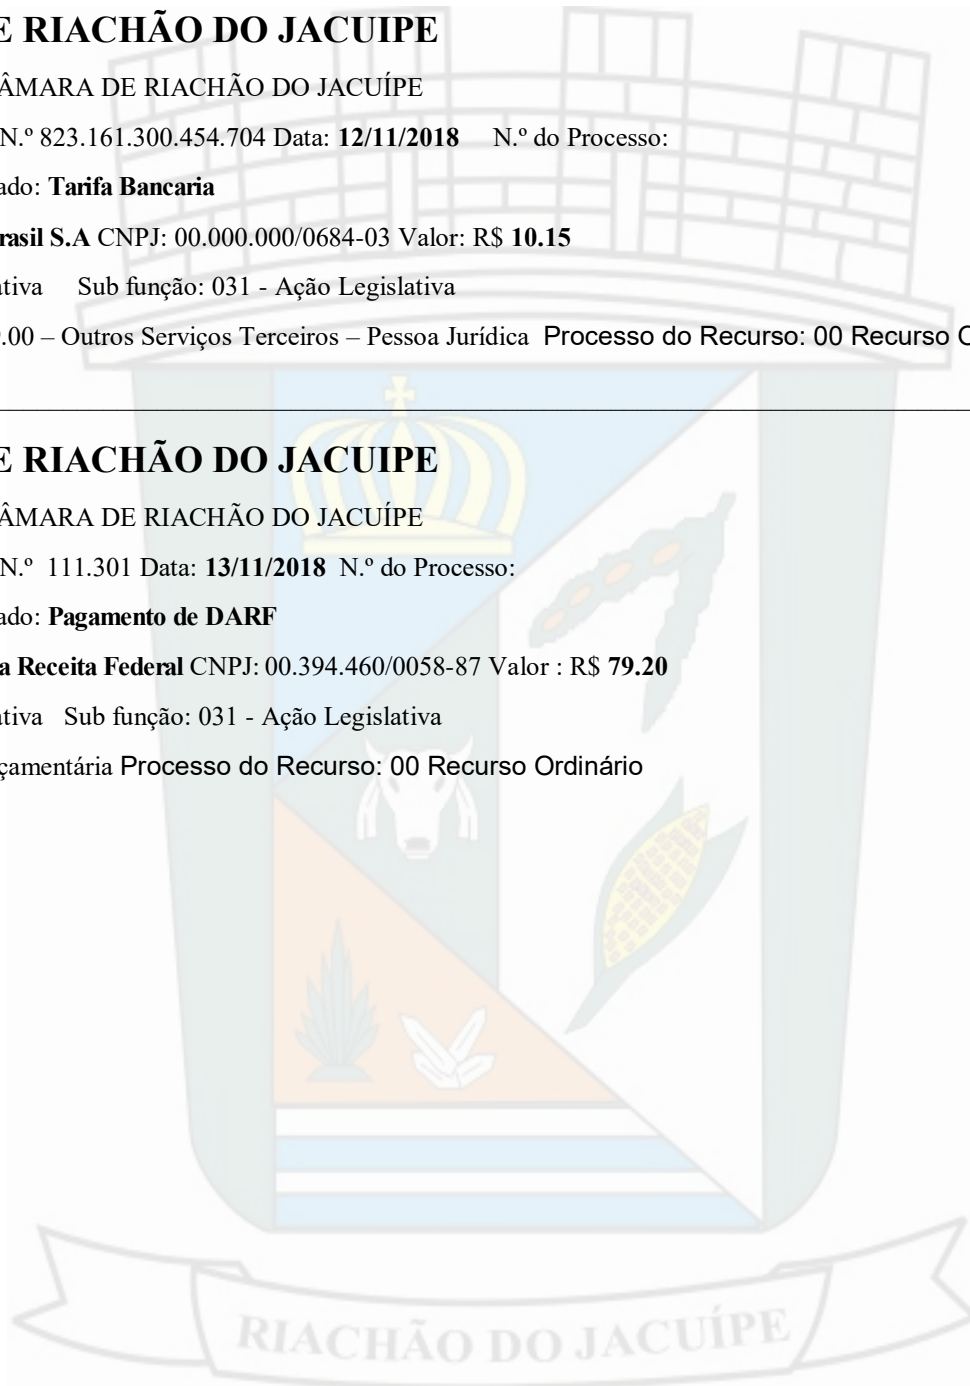 E RIACHÃO DO JACUIPE
ÂMARA DE RIACHÃO DO JACUÍPE
N.º 823.161.300.454.704 Data: 12/11/2018 N.º do Processo:
ado: Tarifa Bancaria
rasil S.A CNPJ: 00.000.000/0684-03 Valor: R$ 10.15
ativa Sub função: 031 - Ação Legislativa
.00 – Outros Serviços Terceiros – Pessoa Jurídica Processo do Recurso: 00 Recurso O
E RIACHÃO DO JACUIPE
ÂMARA DE RIACHÃO DO JACUÍPE
N.º 111.301 Data: 13/11/2018 N.º do Processo:
ado: Pagamento de DARF
a Receita Federal CNPJ: 00.394.460/0058-87 Valor : R$ 79.20
ativa Sub função: 031 - Ação Legislativa
çamentária Processo do Recurso: 00 Recurso Ordinário
RIACHÃO DO JACUÍPE